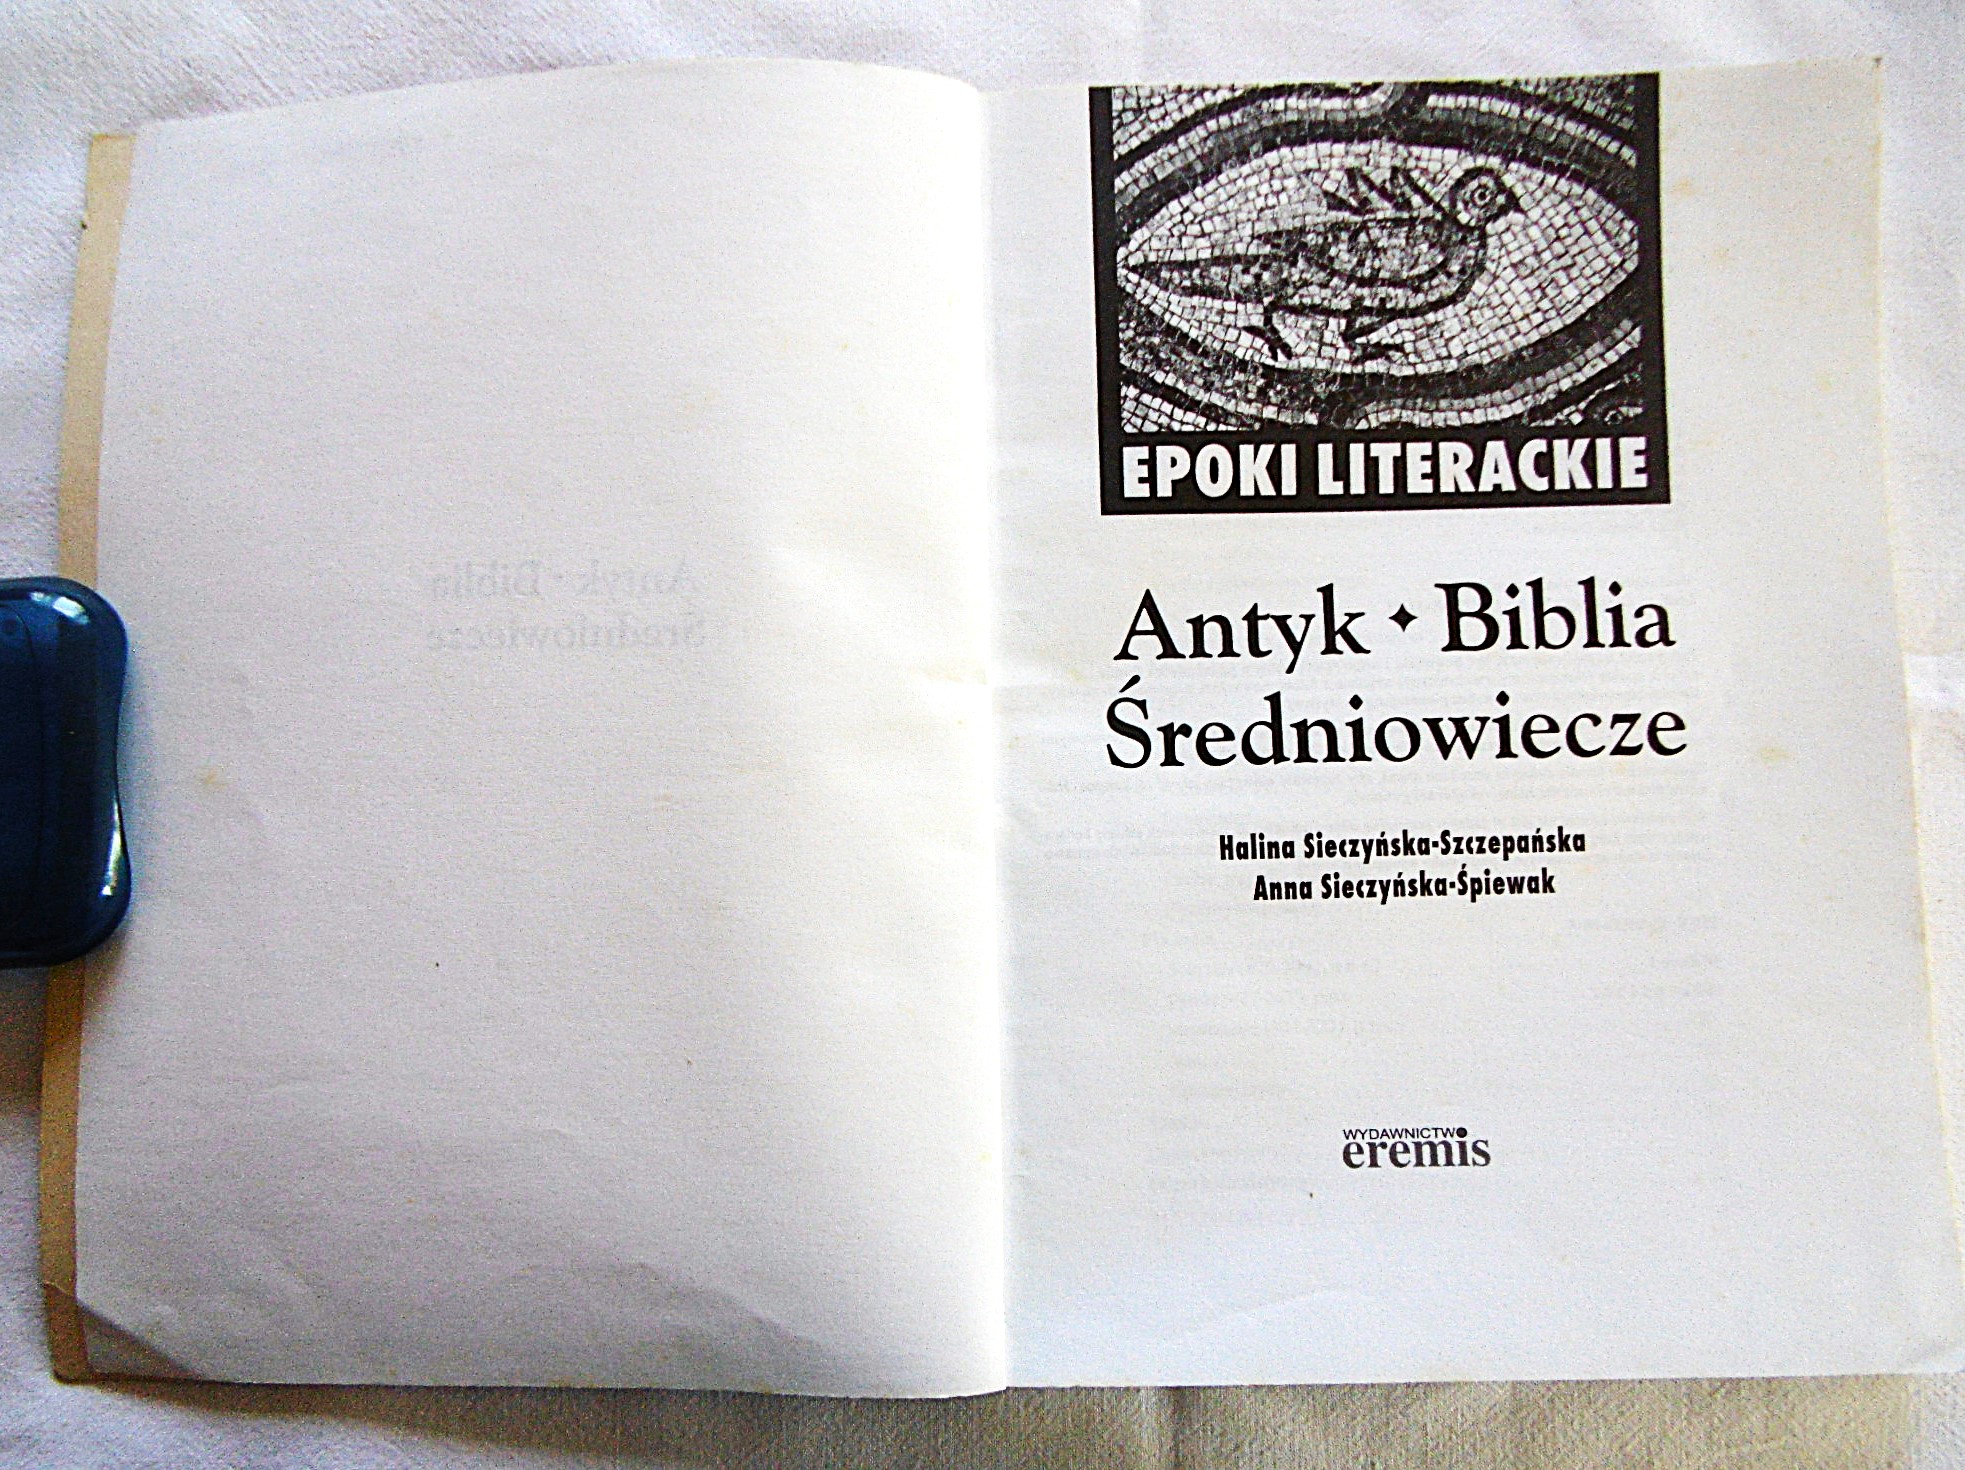 EPOKI LITERACKIE
Antyk ✦ Biblia
Średniowiecze
Halina Sieczyńska-Szczepańska
Anna Sieczyńska-Śpiewak
WYDAWNICTWO
eremis